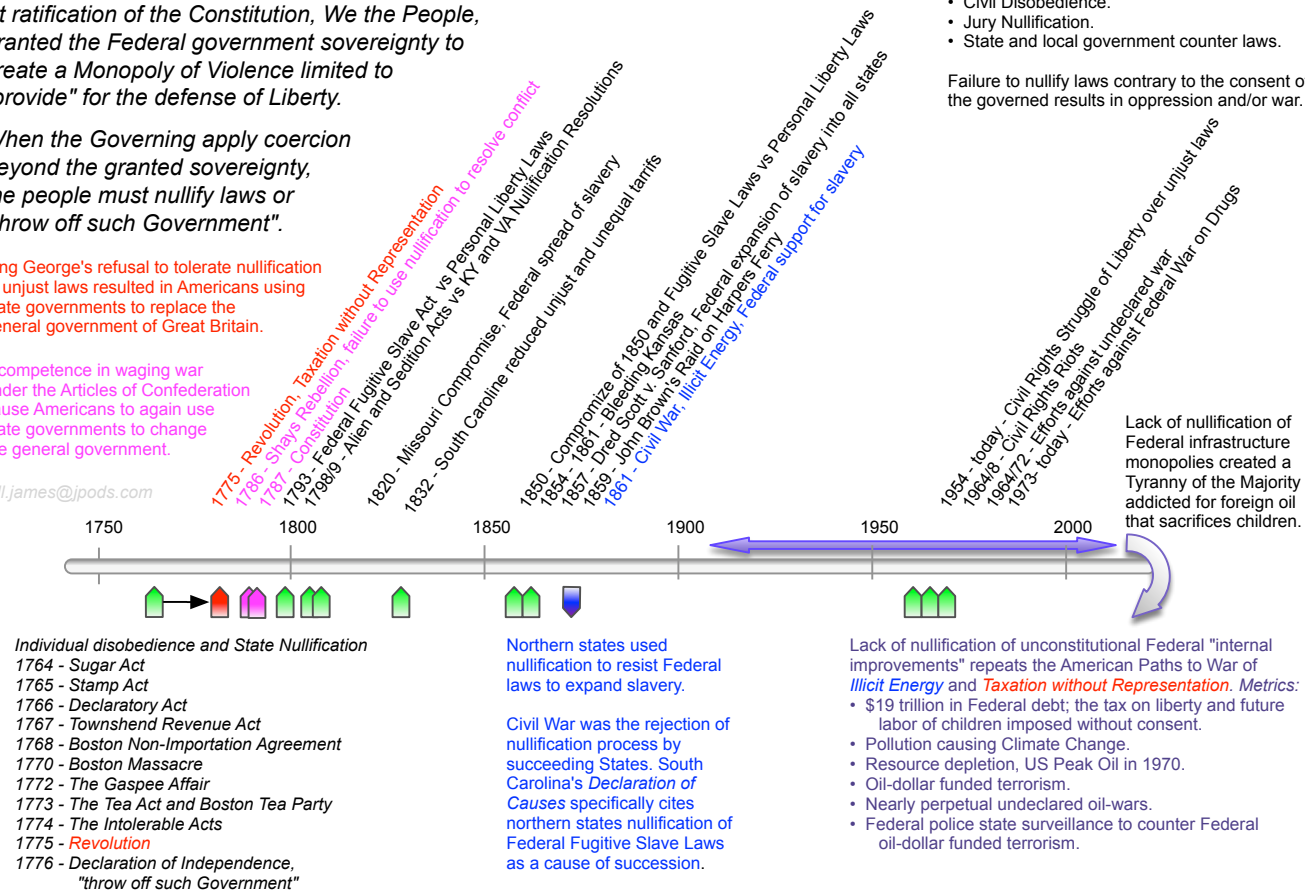 t ratification of the Constitution, We the People,
ranted the Federal government sovereignty to
reate a Monopoly of Violence limited to
provide" for the defense of Liberty.
When the Governing apply coercion
eyond the granted sovereignty,
he people must nullify laws or
hrow off such Government".
ng George's refusal to tolerate nullification
unjust laws resulted in Americans using
ate governments to replace the
eneral government of Great Britain.
competence in waging war
nder the Articles of Confederation
ause Americans to again use
ate governments to change
e general government.
l.james@jpods.com
• Civil Disobedience.
• Jury Nullification.
• State and local government counter laws.
Failure to nullify laws contrary to the consent o
the governed results in oppression and/or war.
1775 - Revolution, Taxation without Representation
1786 - Shays Rebellion, failure to use nullification to resolve conflict
1787 - Constitution
1793 - Federal Fugitive Slave Act vs Personal Liberty Laws
1798/9 - Alien and Sedition Acts vs KY and VA Nullification Resolutions
1820 - Missouri Compromise, Federal spread of slavery
1832 - South Caroline reduced unjust and unequal tarrifs
1850 - Compromize of 1850 and Fugitive Slave Laws vs Personal Liberty Laws
1854 - 1861 - Bleeding Kansas
1857 - Dred Scott v. Sanford, Federal expansion of slavery into all states
1859 - John Brown's Raid on Harpers Ferry
1861 - Civil War, Illicit Energy, Federal support for slavery
1954 - today - Civil Rights Struggle of Liberty over unjust laws
1964/8 - Civil Rights Riots
1964/72 - Efforts against undeclared war
1973- today - Efforts against Federal War on Drugs
Lack of nullification of
Federal infrastructure
monopolies created a
Tyranny of the Majority
addicted for foreign oil
that sacrifices children.
1750 1800 1850 1900 1950 2000
Individual disobedience and State Nullification
1764 - Sugar Act
1765 - Stamp Act
1766 - Declaratory Act
1767 - Townshend Revenue Act
1768 - Boston Non-Importation Agreement
1770 - Boston Massacre
1772 - The Gaspee Affair
1773 - The Tea Act and Boston Tea Party
1774 - The Intolerable Acts
1775 - Revolution
1776 - Declaration of Independence,
"throw off such Government"
Northern states used
nullification to resist Federal
laws to expand slavery.
Civil War was the rejection of
nullification process by
succeeding States. South
Carolina's Declaration of
Causes specifically cites
northern states nullification of
Federal Fugitive Slave Laws
as a cause of succession.
Lack of nullification of unconstitutional Federal "internal
improvements" repeats the American Paths to War of
Illicit Energy and Taxation without Representation. Metrics:
• $19 trillion in Federal debt; the tax on liberty and future
labor of children imposed without consent.
• Pollution causing Climate Change.
• Resource depletion, US Peak Oil in 1970.
• Oil-dollar funded terrorism.
• Nearly perpetual undeclared oil-wars.
• Federal police state surveillance to counter Federal
oil-dollar funded terrorism.